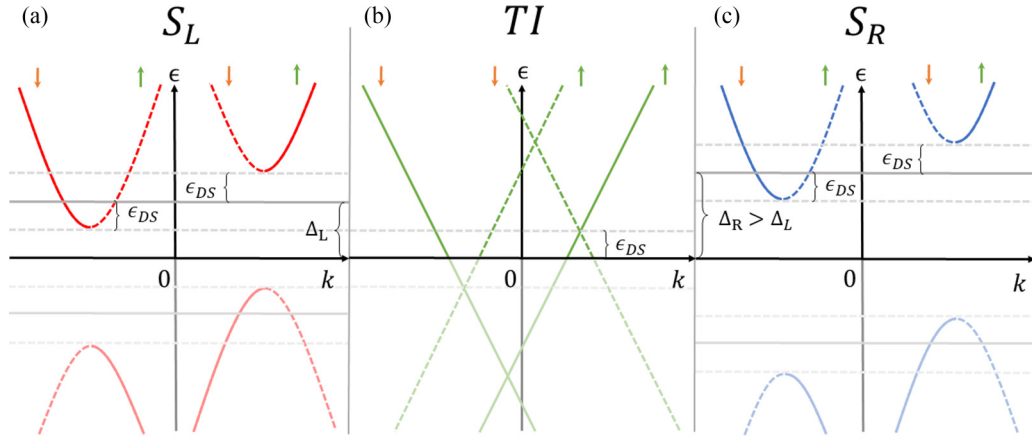 (a)
S_L
↓ ↑ ↓ ↑
ϵ
ϵ_DS
ϵ_DS
Δ_L
0
k
(b)
TI
↓ ↓ ↑ ↑
ϵ
ϵ_DS
0
k
(c)
S_R
↓ ↑ ↓ ↑
ϵ
ϵ_DS
ϵ_DS
Δ_R > Δ_L
0
k